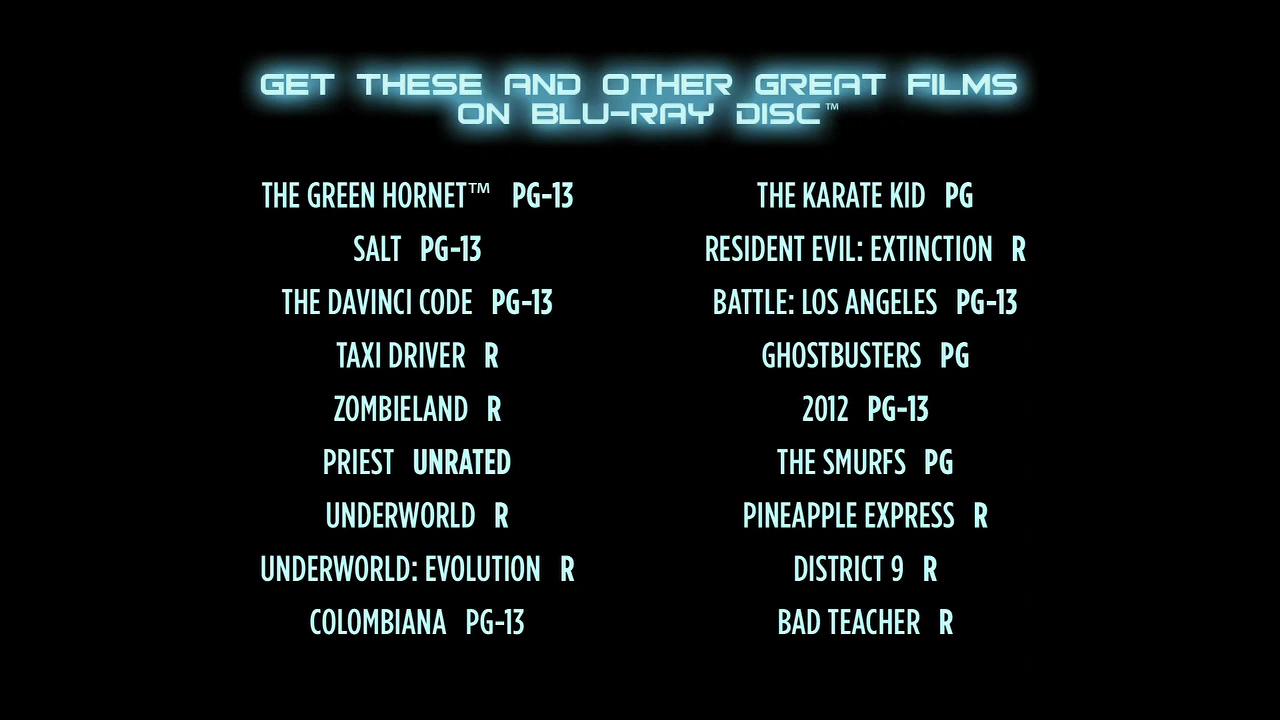 GET THESE AND OTHER GREAT FILMS
ON BLU-RAY DISC™
THE GREEN HORNET™ PG-13
SALT PG-13
THE DAVINCI CODE PG-13
TAXI DRIVER R
ZOMBIELAND R
PRIEST UNRATED
UNDERWORLD R
UNDERWORLD: EVOLUTION R
COLOMBIANA PG-13
THE KARATE KID PG
RESIDENT EVIL: EXTINCTION R
BATTLE: LOS ANGELES PG-13
GHOSTBUSTERS PG
2012 PG-13
THE SMURFS PG
PINEAPPLE EXPRESS R
DISTRICT 9 R
BAD TEACHER R